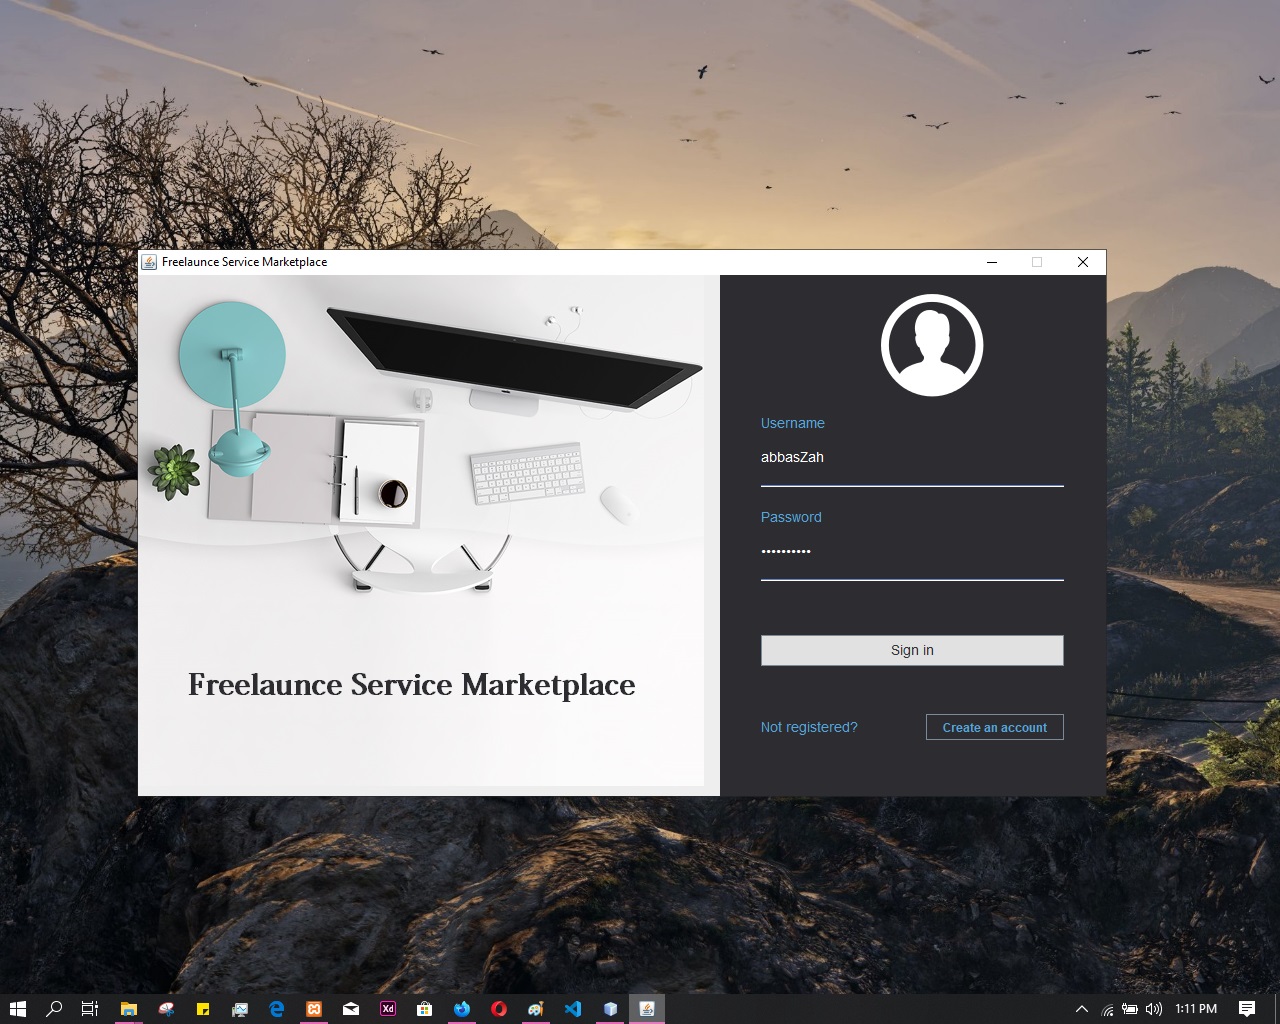 Freelaunce Service Marketplace
Username
abbasZah
Password
••••••••••
Sign in
Freelaunce Service Marketplace
Not registered?
Create an account
Xd
1:11 PM